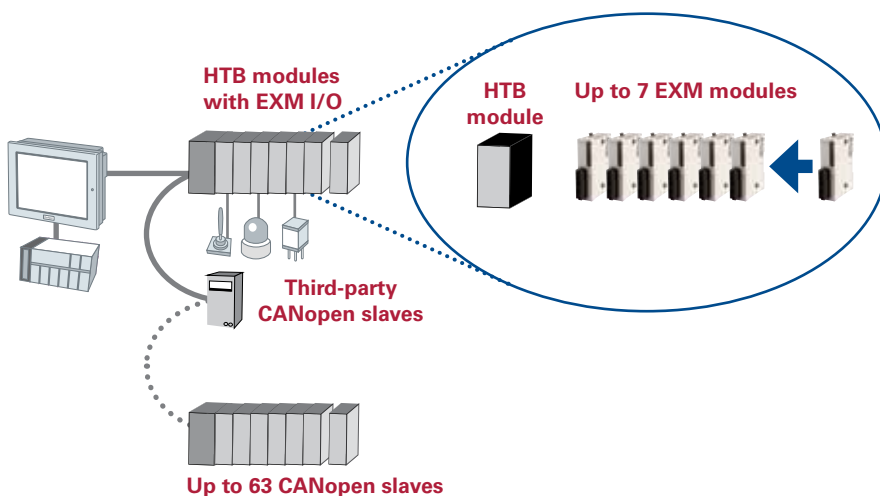 HTB modules
with EXM I/O
HTB
module
Up to 7 EXM modules
Third-party
CANopen slaves
Up to 63 CANopen slaves